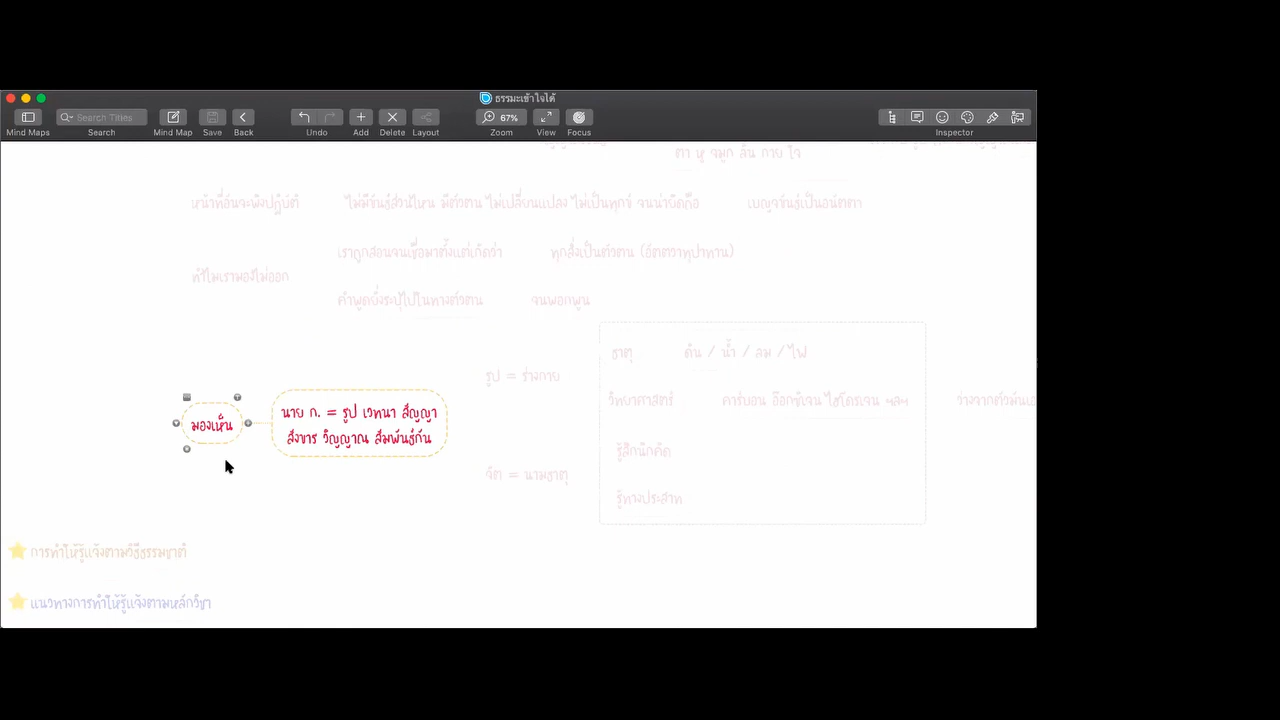 ธรรมะเข้าใจได้
Search Titles
67%
Mind Maps
Search
Mind Map
Save
Back
Undo
Add
Delete
Layout
Zoom
View
Focus
Inspector
ตา หู จมูก ลิ้น กาย ใจ
หน้าที่อันจะพึงปฏิบัติ
ไม่มีขันธ์ส่วนไหน มีตัวตน ไม่เปลี่ยนแปลง ไม่เป็นทุกข์ จนน่ายึดถือ
เบญจขันธ์เป็นอนัตตา
เราถูกสอนจนเชื่อมาตั้งแต่เกิดว่า
ทุกสิ่งเป็นตัวตน (อัตตวาทุปาทาน)
ทำไมเรามองไม่ออก
คำพูดยิ่งระบุไปในทางตัวตน
จนพอกพูน
ธาตุ
ดิน / น้ำ / ลม / ไฟ
รูป = ร่างกาย
วิทยาศาสตร์
คาร์บอน อ๊อกซิเจน ไฮโดรเจน ฯลฯ
มองเห็น
นาย ก. = รูป เวทนา สัญญา
สังขาร วิญญาณ สัมพันธ์กัน
รู้สึกนึกคิด
จิต = นามธาตุ
รู้ทางประสาท
การทำให้รู้แจ้งตามวิธีธรรมชาติ
แนวทางการทำให้รู้แจ้งตามหลักวิชา